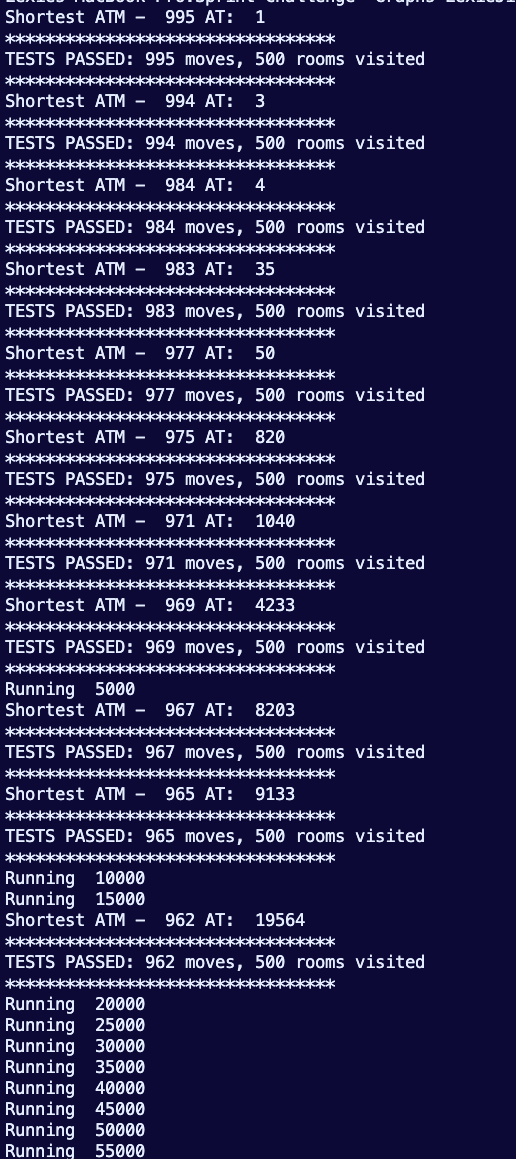 Shortest ATM -  995 AT:  1
*********************************
TESTS PASSED: 995 moves, 500 rooms visited
*********************************
Shortest ATM -  994 AT:  3
*********************************
TESTS PASSED: 994 moves, 500 rooms visited
*********************************
Shortest ATM -  984 AT:  4
*********************************
TESTS PASSED: 984 moves, 500 rooms visited
*********************************
Shortest ATM -  983 AT:  35
*********************************
TESTS PASSED: 983 moves, 500 rooms visited
*********************************
Shortest ATM -  977 AT:  50
*********************************
TESTS PASSED: 977 moves, 500 rooms visited
*********************************
Shortest ATM -  975 AT:  820
*********************************
TESTS PASSED: 975 moves, 500 rooms visited
*********************************
Shortest ATM -  971 AT:  1040
*********************************
TESTS PASSED: 971 moves, 500 rooms visited
*********************************
Shortest ATM -  969 AT:  4233
*********************************
TESTS PASSED: 969 moves, 500 rooms visited
*********************************
Running  5000
Shortest ATM -  967 AT:  8203
*********************************
TESTS PASSED: 967 moves, 500 rooms visited
*********************************
Shortest ATM -  965 AT:  9133
*********************************
TESTS PASSED: 965 moves, 500 rooms visited
*********************************
Running  10000
Running  15000
Shortest ATM -  962 AT:  19564
*********************************
TESTS PASSED: 962 moves, 500 rooms visited
*********************************
Running  20000
Running  25000
Running  30000
Running  35000
Running  40000
Running  45000
Running  50000
Running  55000